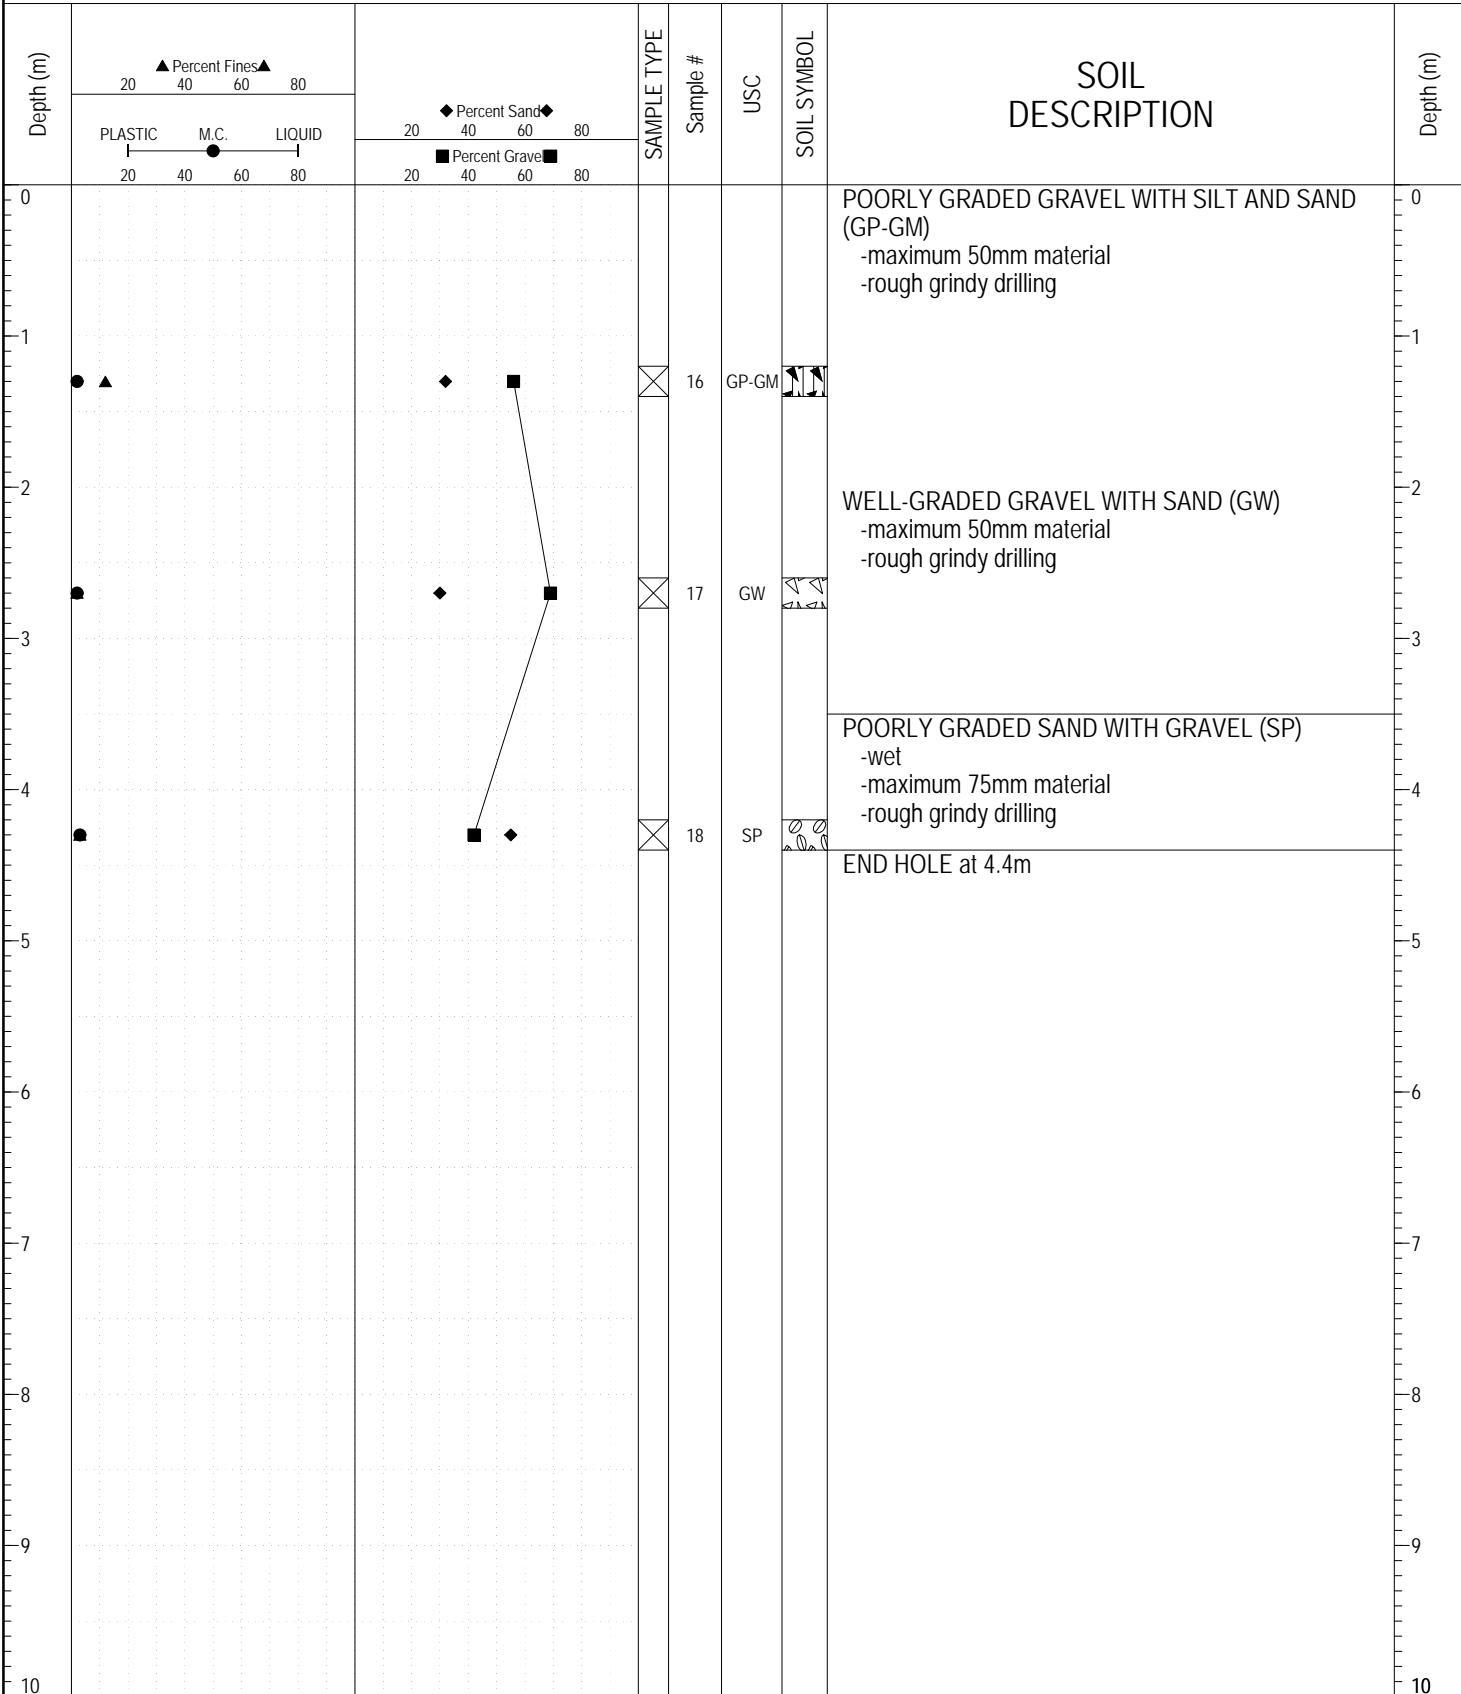 Depth (m)
Percent Fines
20 40 60 80
PLASTIC M.C. LIQUID
20 40 60 80
Percent Sand
20 40 60 80
Percent Gravel
20 40 60 80
SAMPLE TYPE
Sample #
USC
SOIL SYMBOL
SOIL
DESCRIPTION
Depth (m)
0
POORLY GRADED GRAVEL WITH SILT AND SAND
0
(GP-GM)
-maximum 50mm material
-rough grindy drilling
1
1
16 GP-GM
2
2
WELL-GRADED GRAVEL WITH SAND (GW)
-maximum 50mm material
-rough grindy drilling
17 GW
3
3
POORLY GRADED SAND WITH GRAVEL (SP)
-wet
-maximum 75mm material
4
4
-rough grindy drilling
18 SP
END HOLE at 4.4m
5
5
6
6
7
7
8
8
9
9
10
10